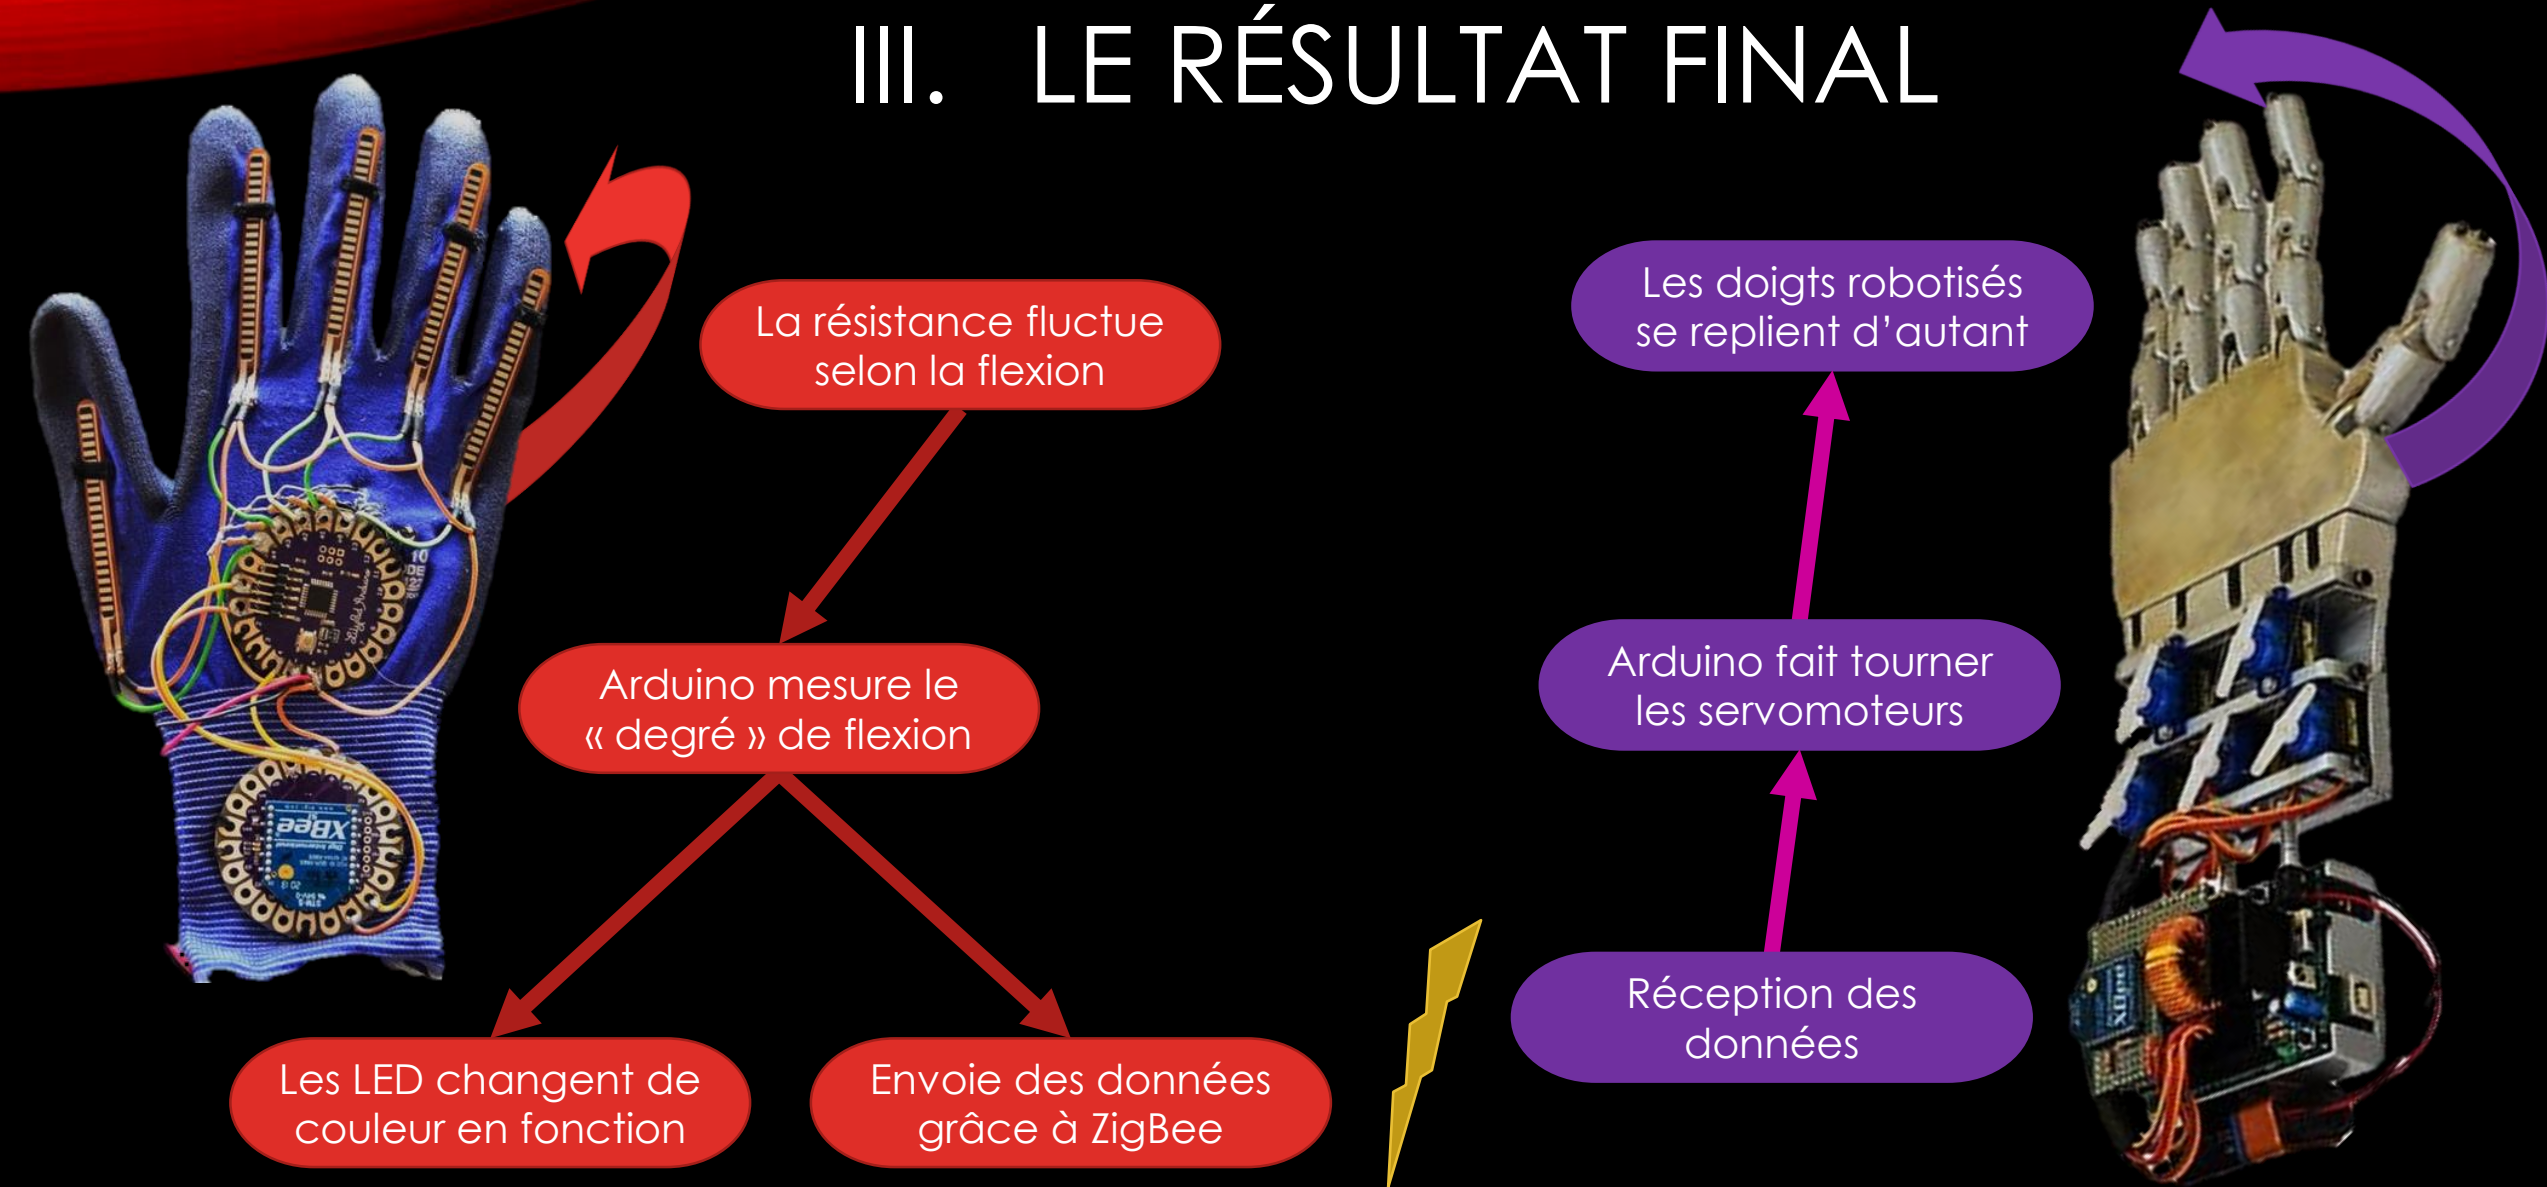 III. LE RÉSULTAT FINAL
La résistance fluctue
selon la flexion
Arduino mesure le
« degré » de flexion
Les LED changent de
couleur en fonction
Envoie des données
grâce à ZigBee
Les doigts robotisés
se replient d’autant
Arduino fait tourner
les servomoteurs
Réception des
données
XBee
XBee